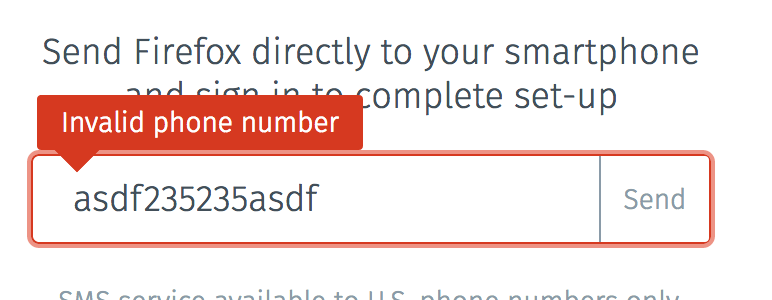 Send Firefox directly to your smartphone
and sign in to complete set-up
Invalid phone number
asdf235235asdf
Send
SMS service available to U.S. phone numbers only